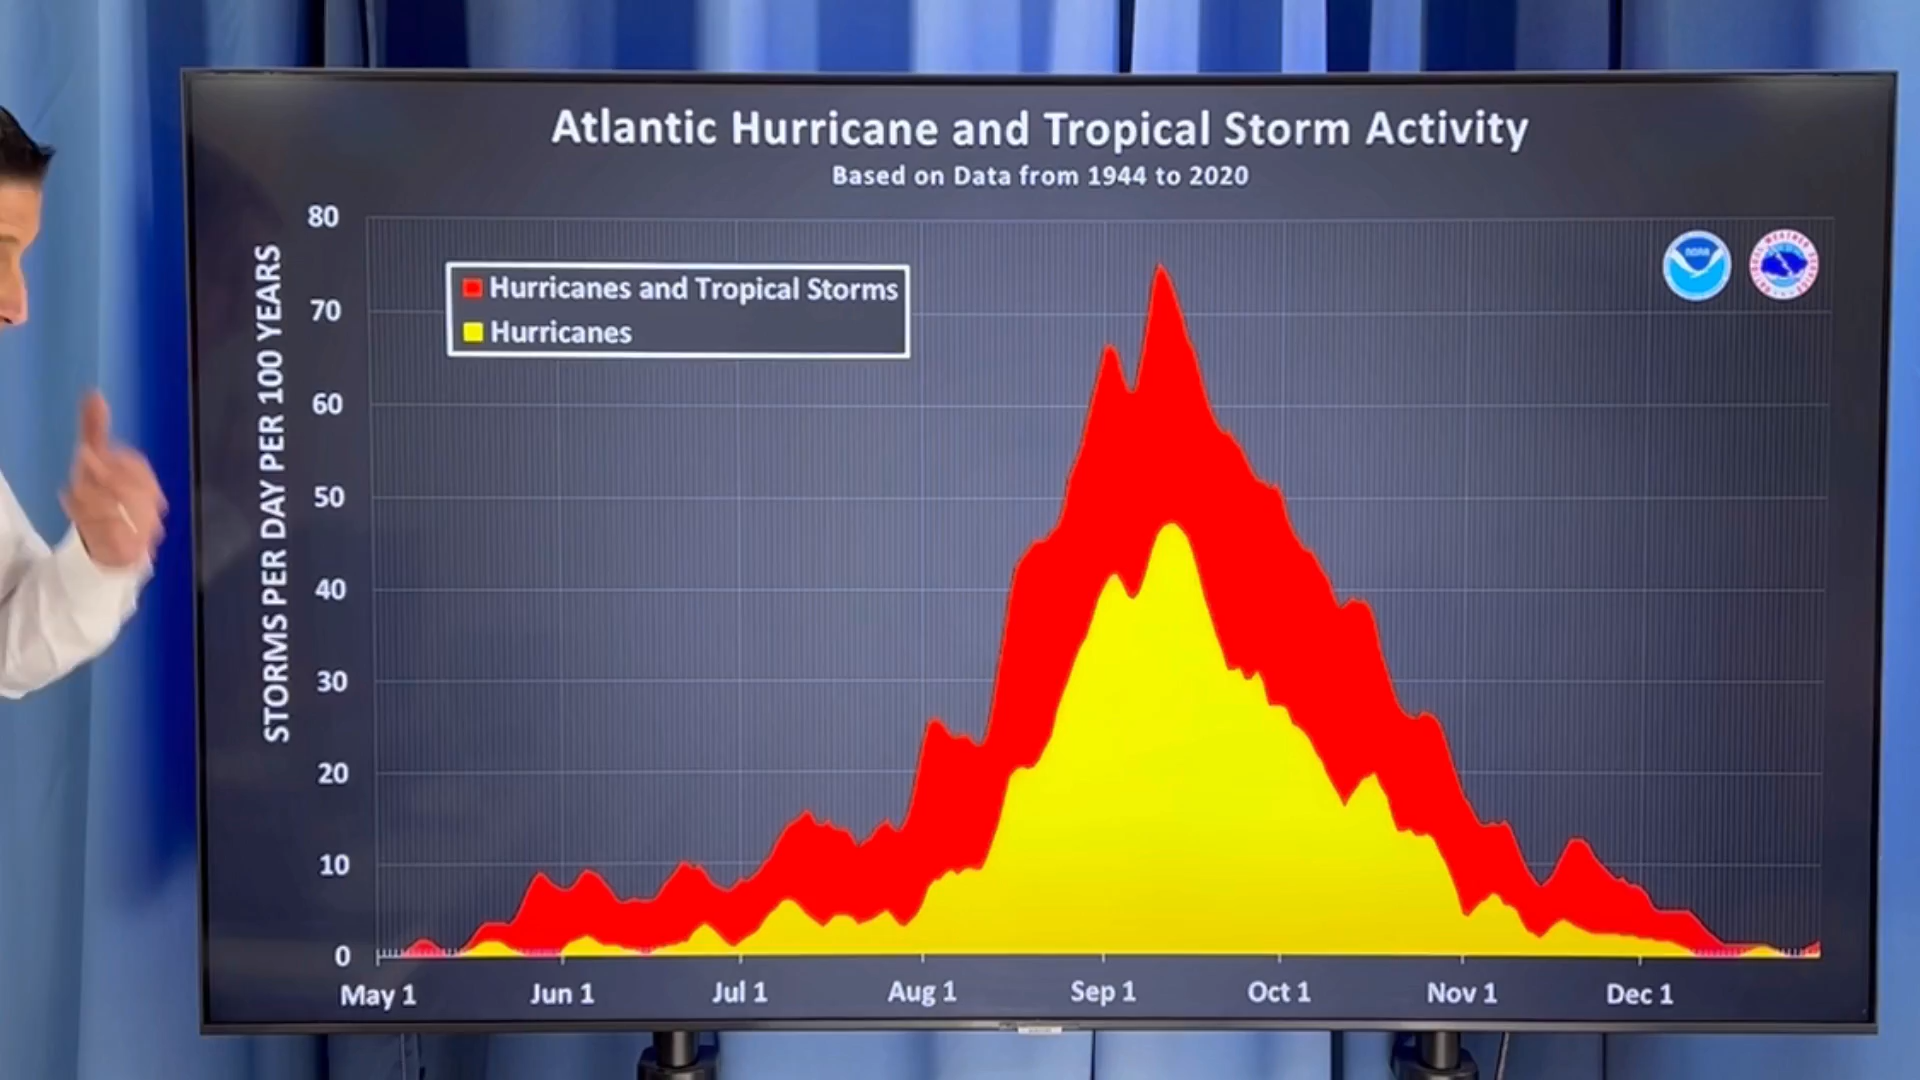 Atlantic Hurricane and Tropical Storm Activity
Based on Data from 1944 to 2020
STORMS PER DAY PER 100 YEARS
80
70
60
50
40
30
20
10
0
Hurricanes and Tropical Storms
Hurricanes
NOAA
May 1 Jun 1 Jul 1 Aug 1 Sep 1 Oct 1 Nov 1 Dec 1